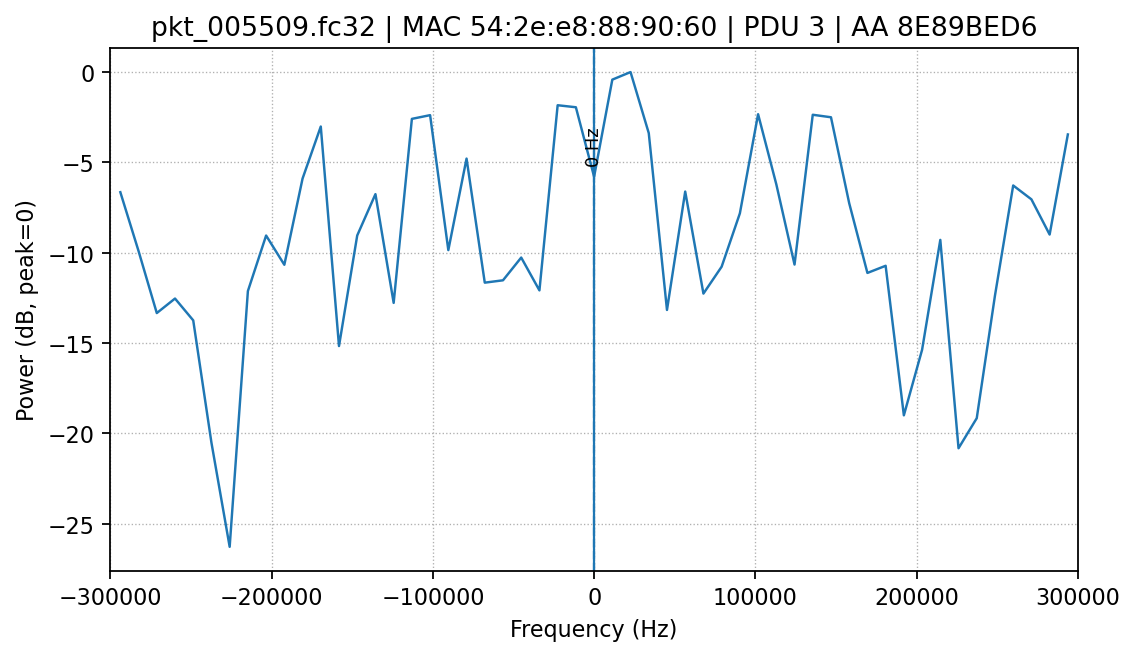 pkt_005509.fc32 | MAC 54:2e:e8:88:90:60 | PDU 3 | AA 8E89BED6
Power (dB, peak=0)
0
−5
−10
−15
−20
−25
0 Hz
−300000 −200000 −100000 0 100000 200000 300000
Frequency (Hz)